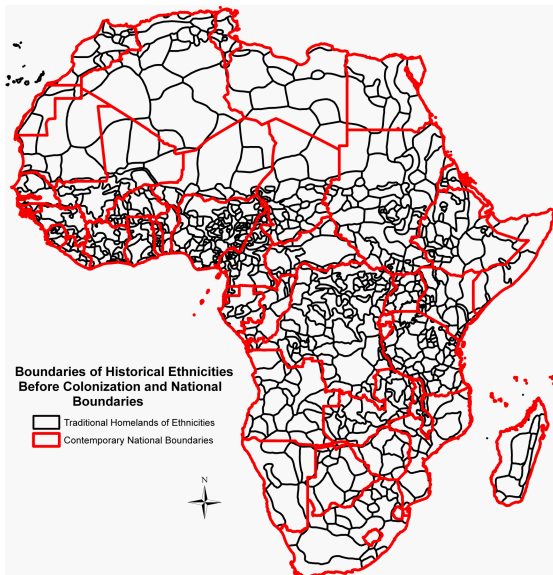 Boundaries of Historical Ethnicities
Before Colonization and National
Boundaries
Traditional Homelands of Ethnicities
Contemporary National Boundaries
N